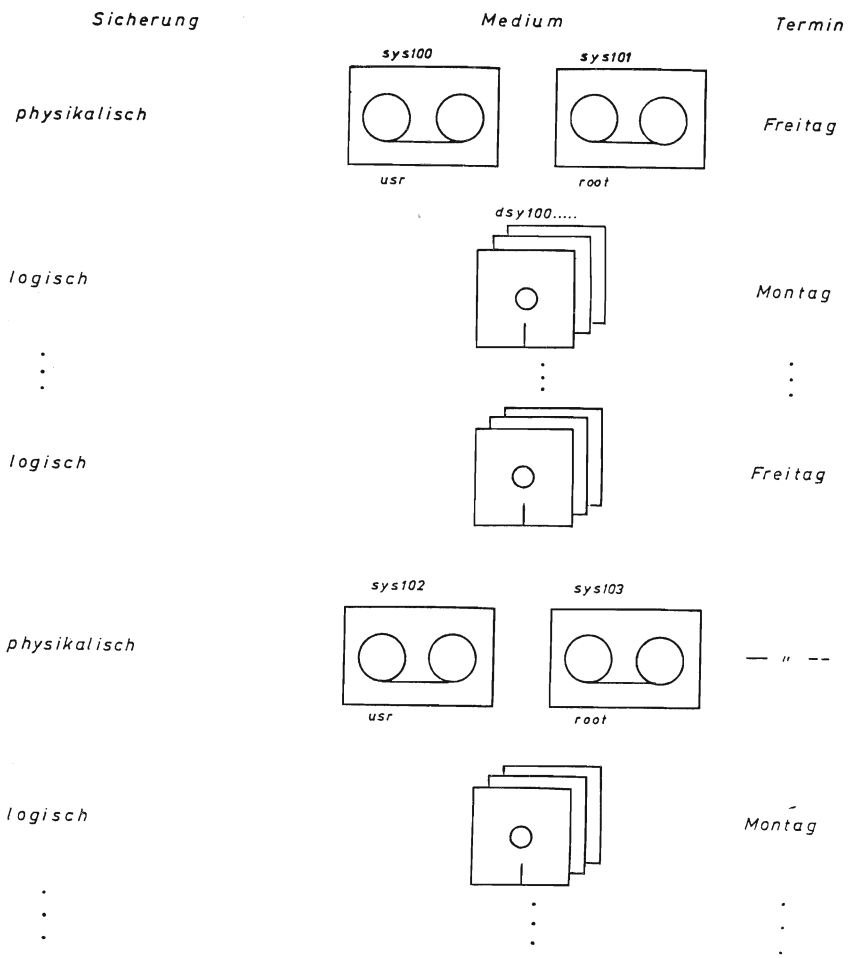 Sicherung Medium Termin
sys100 sys101
physikalisch Freitag
usr root
dsy100.....
logisch Montag
logisch Freitag
sys102 sys103
physikalisch — " --
usr root
logisch Montag